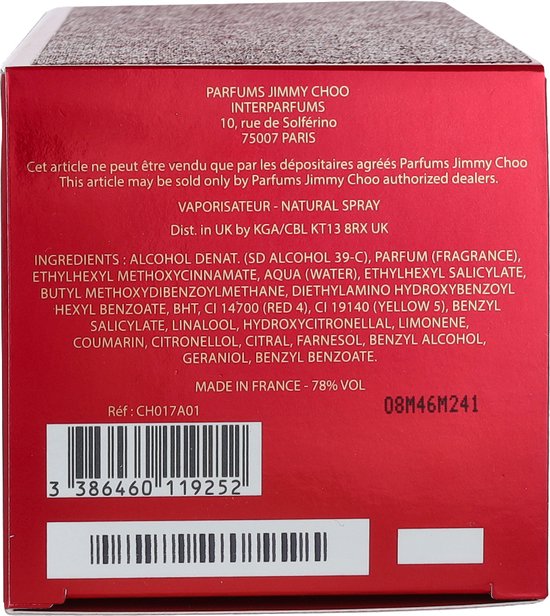 PARFUMS JIMMY CHOO
INTERPARFUMS
10, rue de Solférino
75007 PARIS
Cet article ne peut être vendu que par les dépositaires agréés Parfums Jimmy Choo
This article may be sold only by Parfums Jimmy Choo authorized dealers.
VAPORISATEUR - NATURAL SPRAY
Dist. in UK by KGA/CBL KT13 8RX UK
INGREDIENTS : ALCOHOL DENAT. (SD ALCOHOL 39-C), PARFUM (FRAGRANCE),
ETHYLHEXYL METHOXYCINNAMATE, AQUA (WATER), ETHYLHEXYL SALICYLATE,
BUTYL METHOXYDIBENZOYLMETHANE, DIETHYLAMINO HYDROXYBENZOYL
HEXYL BENZOATE, BHT, CI 14700 (RED 4), CI 19140 (YELLOW 5), BENZYL
SALICYLATE, LINALOOL, HYDROXYCITRONELLAL, LIMONENE,
COUMARIN, CITRONELLOL, CITRAL, FARNESOL, BENZYL ALCOHOL,
GERANIOL, BENZYL BENZOATE.
MADE IN FRANCE - 78% VOL
Réf : CH017A01
08M46M241
3 386460 119252